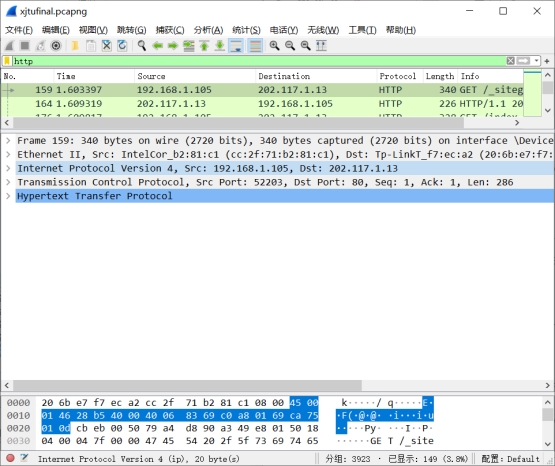 xjtufinal.pcapng
文件(F) 编辑(E) 视图(V) 跳转(G) 捕获(C) 分析(A) 统计(S) 电话(Y) 无线(W) 工具(T) 帮助(H)
http
No. Time Source Destination Protocol Length Info
159 1.603397 192.168.1.105 202.117.1.13 HTTP 340 GET /_siteg
164 1.609319 202.117.1.13 192.168.1.105 HTTP 226 HTTP/1.1 20
Frame 159: 340 bytes on wire (2720 bits), 340 bytes captured (2720 bits) on interface \Device
Ethernet II, Src: IntelCor_b2:81:c1 (cc:2f:71:b2:81:c1), Dst: Tp-LinkT_f7:ec:a2 (20:6b:e7:f7:
Internet Protocol Version 4, Src: 192.168.1.105, Dst: 202.117.1.13
Transmission Control Protocol, Src Port: 52203, Dst Port: 80, Seq: 1, Ack: 1, Len: 286
Hypertext Transfer Protocol
0000 20 6b e7 f7 ec a2 cc 2f 71 b2 81 c1 08 00 45 00 k·····/ q·····E·
0010 01 46 28 b5 40 00 40 06 83 69 c0 a8 01 69 ca 75 ·F(·@·@· ·i···i·u
0020 01 0d cb eb 00 50 79 a4 d8 90 a3 49 e8 01 50 18 ·····Py· ···I··P·
0030 04 00 04 7f 00 00 47 45 54 20 2f 5f 73 69 74 65 ······GE T /_site
Internet Protocol Version 4 (ip), 20 byte(s) 分组: 3923 · 已显示: 149 (3.8%) 配置: Default